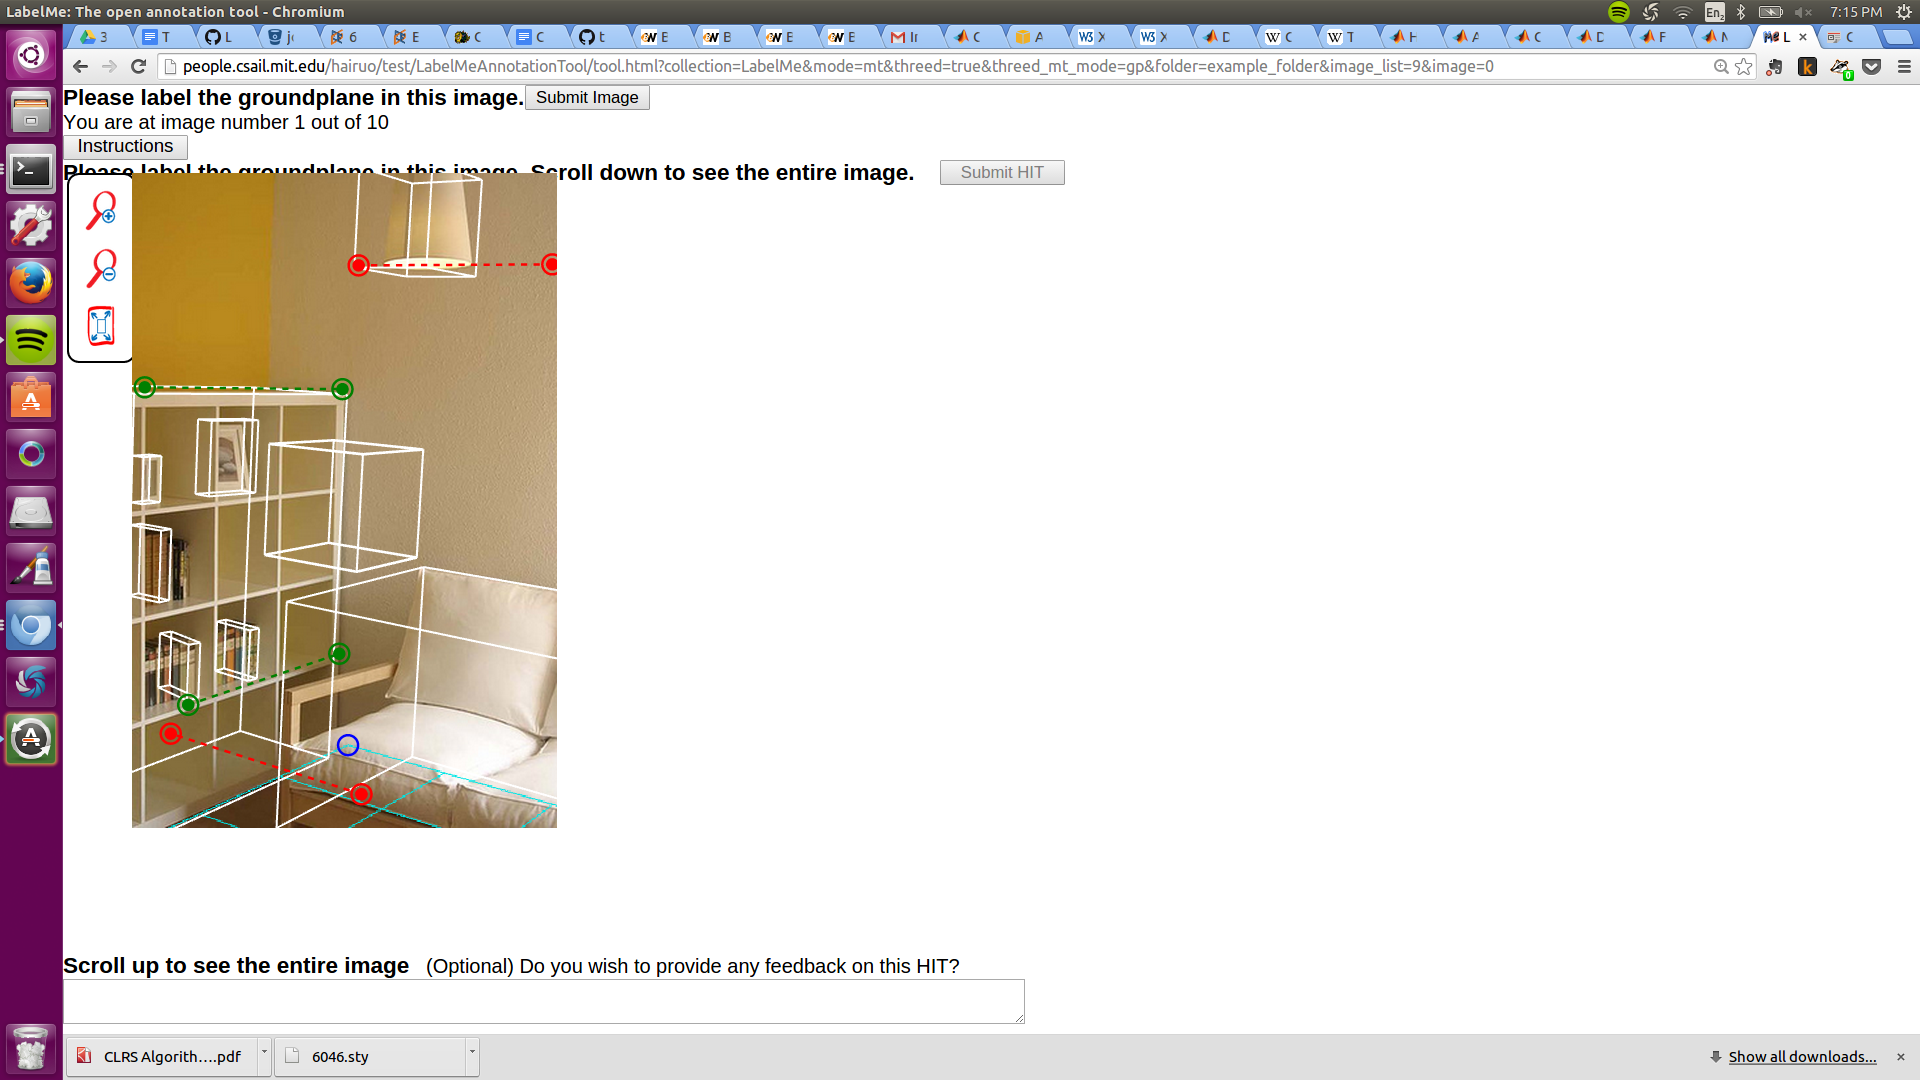 LabelMe: The open annotation tool - Chromium
En2
7:15 PM
3
T
L
6
E
C
C
t
E
B
E
E
C
A
X
X
D
C
T
H
A
C
D
F
L
C
people.csail.mit.edu/hairuo/test/LabelMeAnnotationTool/tool.html?collection=LabelMe&mode=mt&threed=true&threed_mt_mode=gp&folder=example_folder&image_list=9&image=0
0
Please label the groundplane in this image. Submit Image
You are at image number 1 out of 10
Instructions
Please label the groundplane in this image. Scroll down to see the entire image. Submit HIT
Scroll up to see the entire image (Optional) Do you wish to provide any feedback on this HIT?
CLRS Algorith....pdf
6046.sty
Show all downloads...